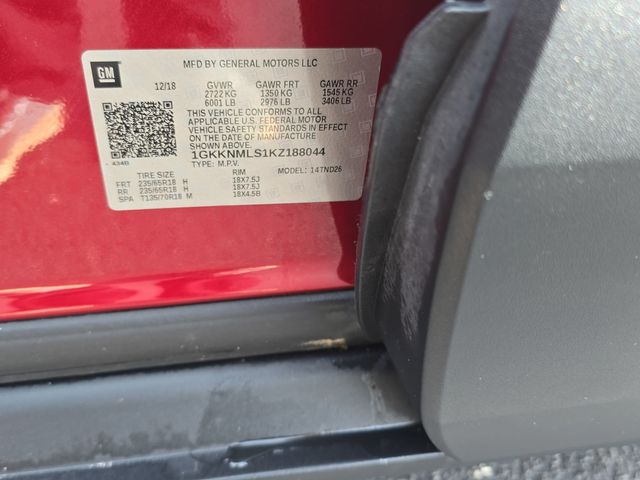 MFD BY GENERAL MOTORS LLC
GM
12/18 GVWR GAWR FRT GAWR RR
2722 KG 1350 KG 1545 KG
6001 LB 2976 LB 3406 LB
THIS VEHICLE CONFORMS TO ALL
APPLICABLE U.S. FEDERAL MOTOR
VEHICLE SAFETY STANDARDS IN EFFECT
ON THE DATE OF MANUFACTURE
SHOWN ABOVE.
1GKKNMLS1KZ188044
434B
TYPE: M.P.V. MODEL: 14TND26
TIRE SIZE RIM
FRT 235/65R18 H 18X7.5J
RR 235/65R18 H 18X7.5J
SPA T135/70R18 M 18X4.5B